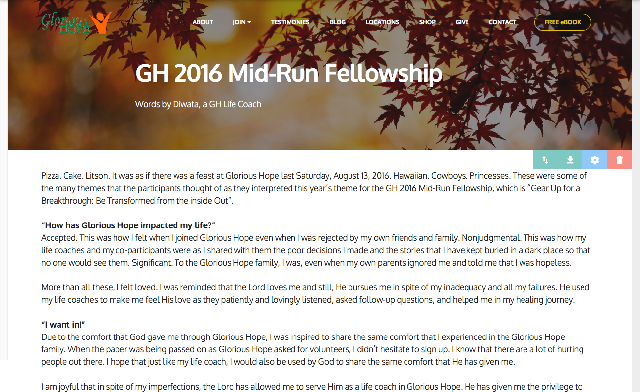 Glorious HOPE
ABOUT JOIN TESTIMONIES BLOG LOCATIONS SHOP GIVE CONTACT FREE eBOOK
GH 2016 Mid-Run Fellowship
Words by Diwata, a GH Life Coach
Pizza. Cake. Litson. It was as if there was a feast at Glorious Hope last Saturday, August 13, 2016. Hawaiian. Cowboys. Princesses. These were some of
the many themes that the participants thought of as they interpreted this year's theme for the GH 2016 Mid-Run Fellowship, which is "Gear Up for a
Breakthrough: Be Transformed from the inside Out".
"How has Glorious Hope impacted my life?"
Accepted. This was how I felt when I joined Glorious Hope even when I was rejected by my own friends and family. Nonjudgmental. This was how my
life coaches and my co-participants were as I shared with them the poor decisions I made and the stories that I have kept buried in a dark place so that
no one would see them. Significant. To the Glorious Hope family, I was, even when my own parents ignored me and told me that I was hopeless.
More than all these, I felt loved. I was reminded that the Lord loves me and still, He pursues me in spite of my inadequacy and all my failures. He used
my life coaches to make me feel His love as they patiently and lovingly listened, asked follow-up questions, and helped me in my healing journey.
"I want in!"
Due to the comfort that God gave me through Glorious Hope, I was inspired to share the same comfort that I experienced in the Glorious Hope
family. When the paper was being passed on as Glorious Hope asked for volunteers, I didn't hesitate to sign up. I know that there are a lot of hurting
people out there. I hope that just like my life coach, I would also be used by God to share the same comfort that He has given me.
I am joyful that in spite of my imperfections, the Lord has allowed me to serve Him as a life coach in Glorious Hope. He has given me the privilege to